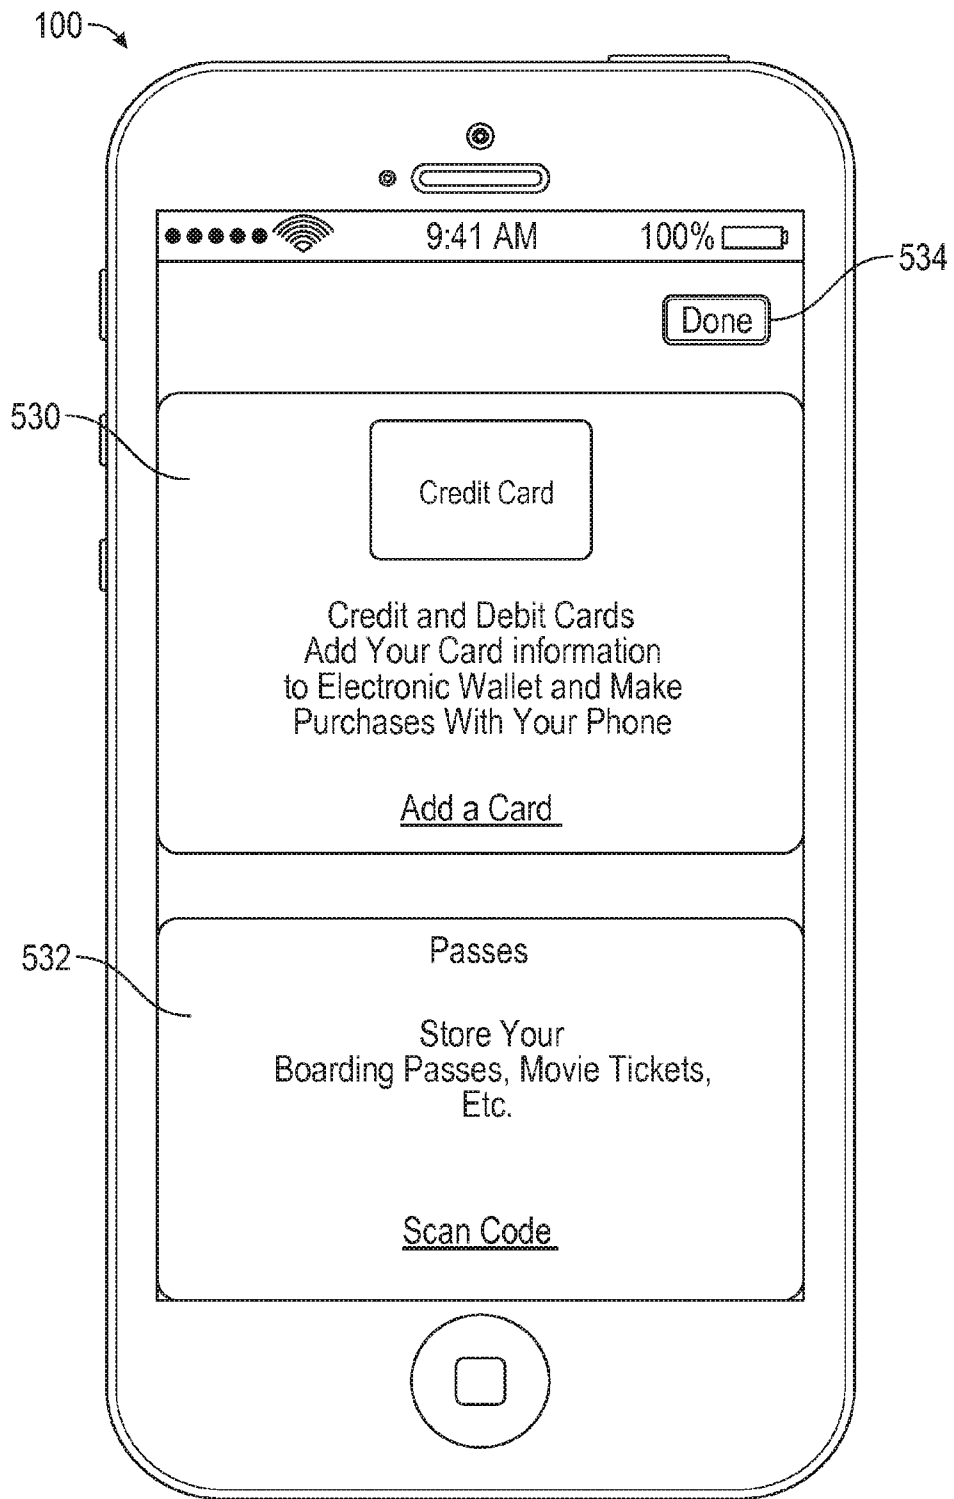 100
9:41 AM 100%
534
Done
530
Credit Card
Credit and Debit Cards
Add Your Card information
to Electronic Wallet and Make
Purchases With Your Phone
Add a Card
532
Passes
Store Your
Boarding Passes, Movie Tickets,
Etc.
Scan Code